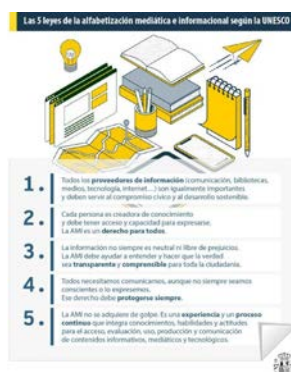 Las 5 leyes de la alfabetización mediática e informacional según la UNESCO
1.
Todos los proveedores de información (comunicación, bibliotecas,
medios, tecnología, internet...) son igualmente importantes
y deben servir al compromiso cívico y al desarrollo sostenible.
2.
Cada persona es creadora de conocimiento
y debe tener acceso y capacidad para expresarse.
La AMI es un derecho para todos.
3.
La información no siempre es neutral ni libre de prejuicios.
La AMI debe ayudar a entender y hacer que la verdad
sea transparente y comprensible para toda la ciudadanía.
4.
Todos necesitamos comunicarnos, aunque no siempre seamos
conscientes o lo expresemos.
Ese derecho debe protegerse siempre.
5.
La AMI no se adquiere de golpe. Es una experiencia y un proceso
continuo que integra conocimientos, habilidades y actitudes
para el acceso, evaluación, uso, producción y comunicación
de contenidos informativos, mediáticos y tecnológicos.